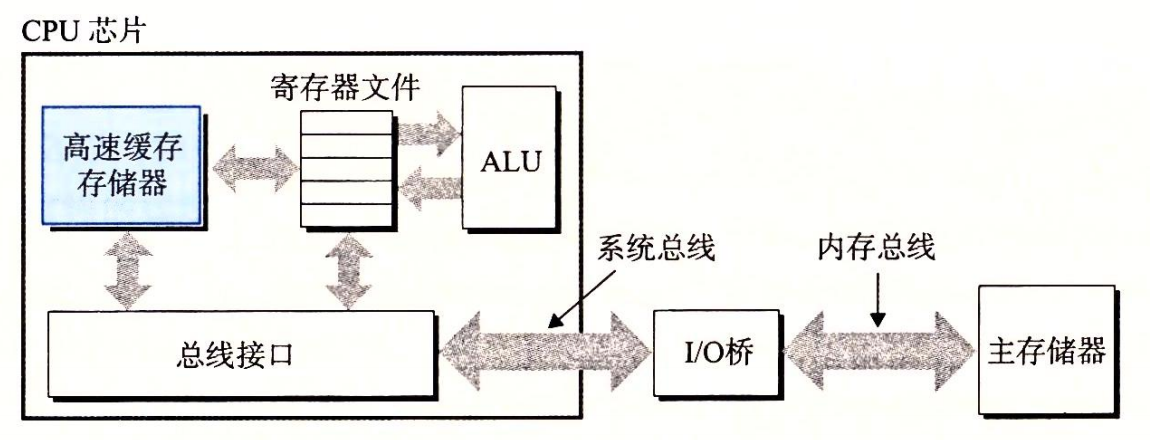 CPU 芯片
寄存器文件
高速缓存
存储器
ALU
系统总线
内存总线
总线接口
I/O桥
主存储器